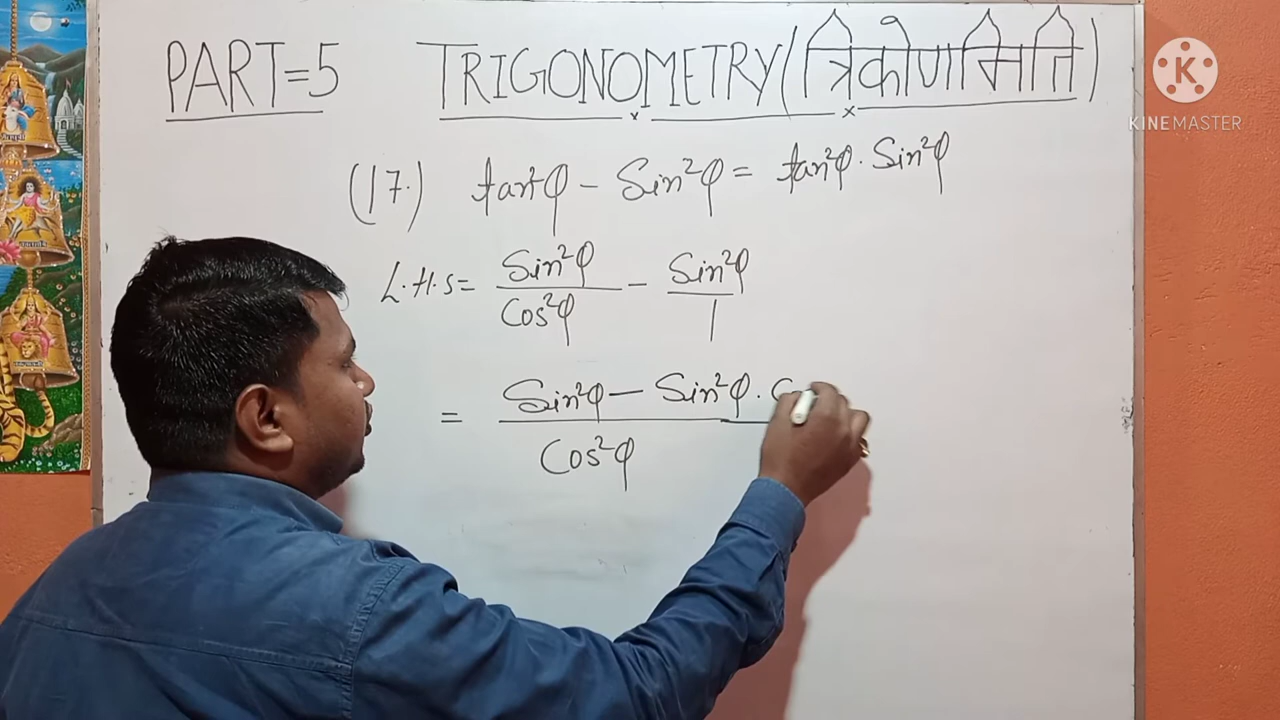 PART=5 TRIGONOMETRY (त्रिकोणमिति)
KINEMASTER
(17.) tan²φ - Sin²φ = tan²φ · Sin²φ
L.H.S = Sin²φ / Cos²φ - Sin²φ / 1
= Sin²φ - Sin²φ · C / Cos²φ